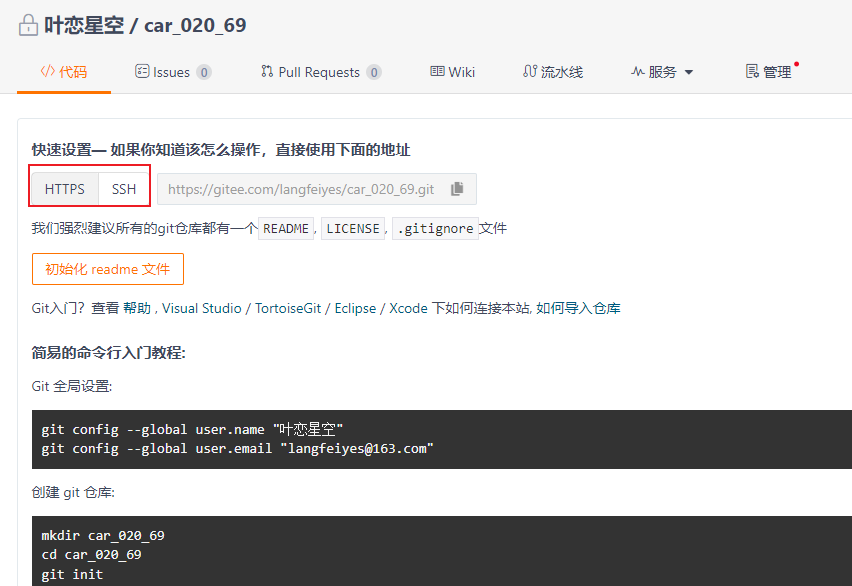 叶恋星空 / car_020_69
代码 Issues 0 Pull Requests 0 Wiki 流水线 服务 管理
快速设置— 如果你知道该怎么操作，直接使用下面的地址
HTTPS SSH https://gitee.com/langfeiyes/car_020_69.git
我们强烈建议所有的git仓库都有一个 README , LICENSE , .gitignore 文件
初始化 readme 文件
Git入门？查看 帮助 , Visual Studio / TortoiseGit / Eclipse / Xcode 下如何连接本站, 如何导入仓库
简易的命令行入门教程:
Git 全局设置:
git config --global user.name "叶恋星空"
git config --global user.email "langfeiyes@163.com"
创建 git 仓库:
mkdir car_020_69
cd car_020_69
git init